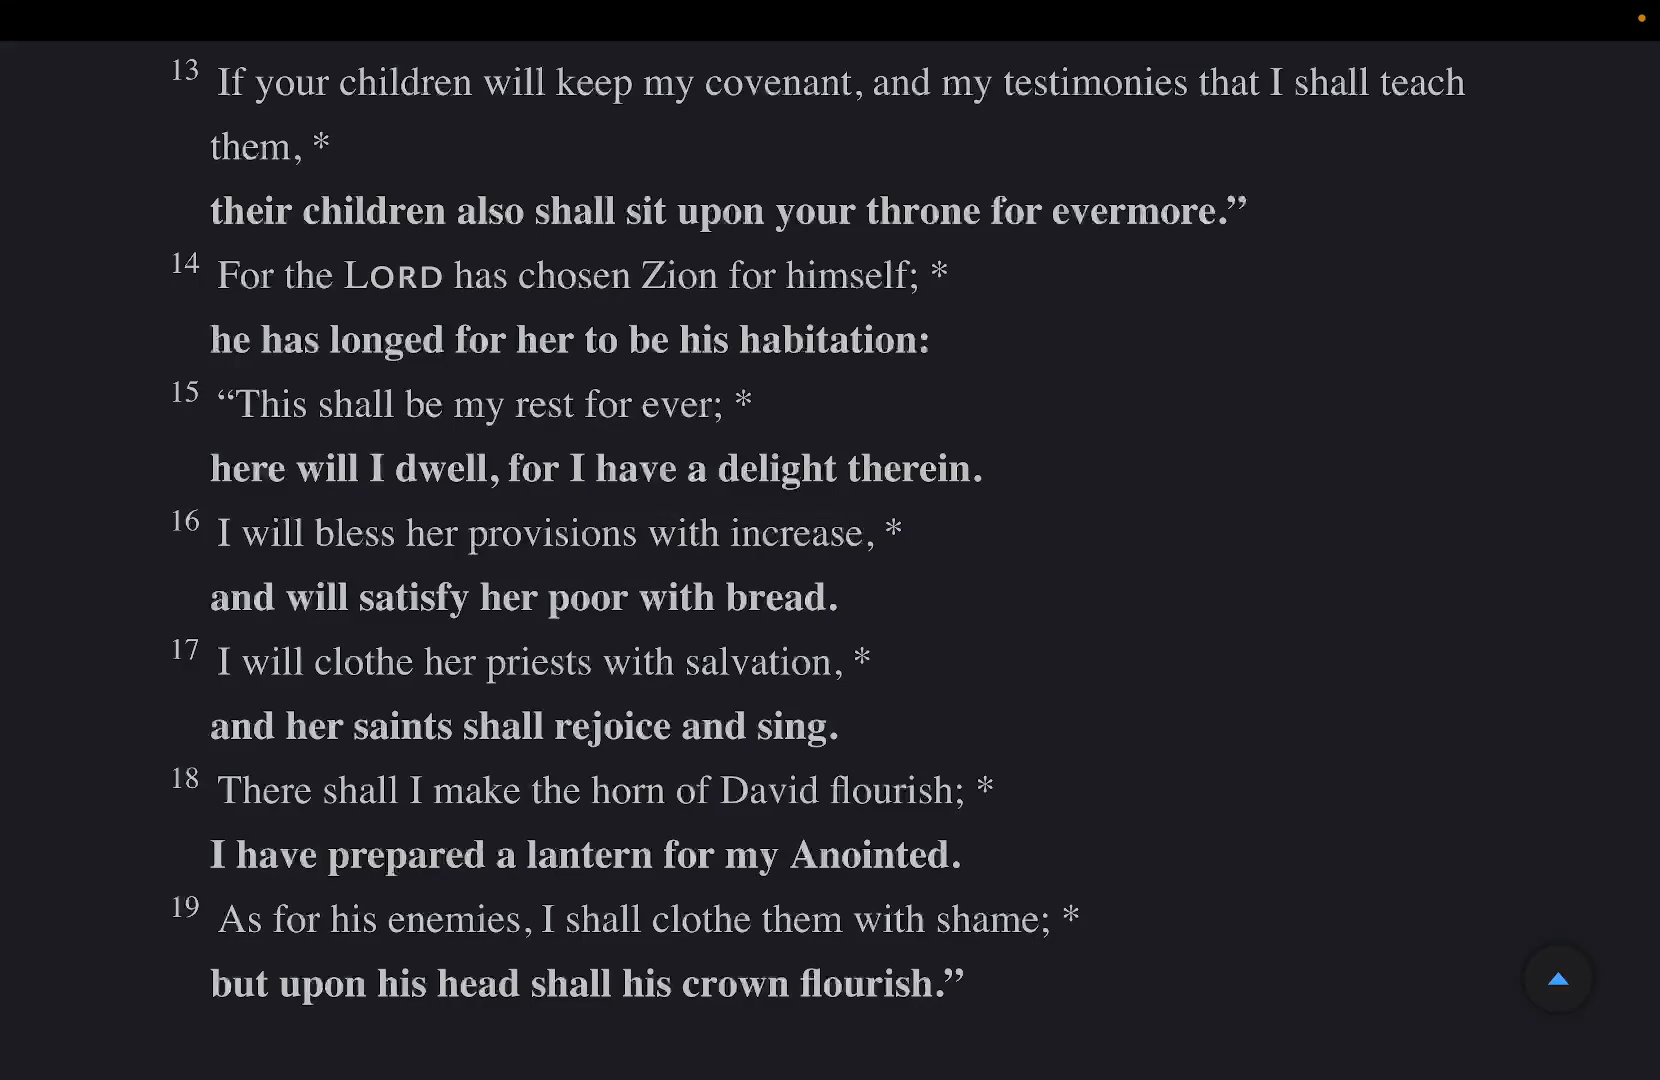 13 If your children will keep my covenant, and my testimonies that I shall teach
them, *
their children also shall sit upon your throne for evermore.”
14 For the LORD has chosen Zion for himself; *
he has longed for her to be his habitation:
15 “This shall be my rest for ever; *
here will I dwell, for I have a delight therein.
16 I will bless her provisions with increase, *
and will satisfy her poor with bread.
17 I will clothe her priests with salvation, *
and her saints shall rejoice and sing.
18 There shall I make the horn of David flourish; *
I have prepared a lantern for my Anointed.
19 As for his enemies, I shall clothe them with shame; *
but upon his head shall his crown flourish.”